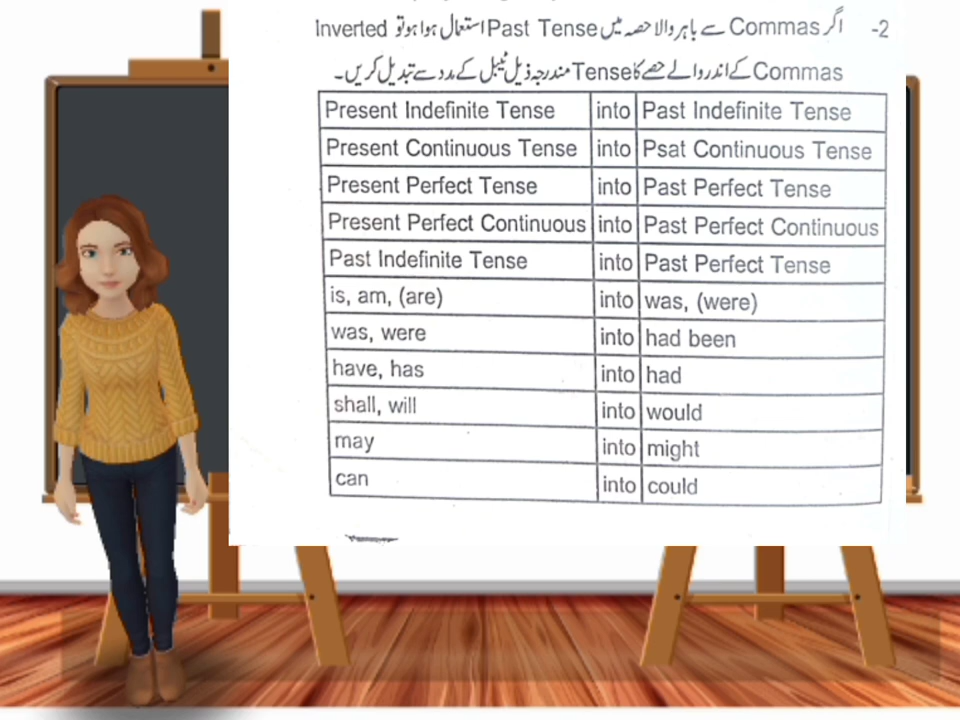 2- اگر Commas سے باہر والا حصہ میں Past Tense استعمال ہوا ہو تو Inverted
Commas کے اندر والے حصے کا Tense مندرجہ ذیل ٹیبل کے مدد سے تبدیل کریں۔
Present Indefinite Tense into Past Indefinite Tense
Present Continuous Tense into Psat Continuous Tense
Present Perfect Tense into Past Perfect Tense
Present Perfect Continuous into Past Perfect Continuous
Past Indefinite Tense into Past Perfect Tense
is, am, (are) into was, (were)
was, were into had been
have, has into had
shall, will into would
may into might
can into could